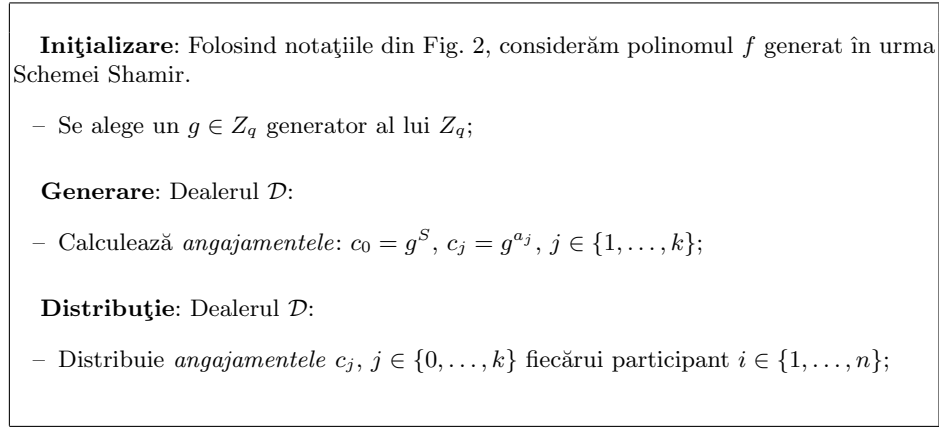 Iniţializare: Folosind notaţiile din Fig. 2, considerăm polinomul f generat în urma
Schemei Shamir.
– Se alege un g ∈ Z_q generator al lui Z_q;
Generare: Dealerul 𝒟:
– Calculează angajamentele: c_0 = g^S, c_j = g^{a_j}, j ∈ {1, . . . , k};
Distribuţie: Dealerul 𝒟:
– Distribuie angajamentele c_j, j ∈ {0, . . . , k} fiecărui participant i ∈ {1, . . . , n};